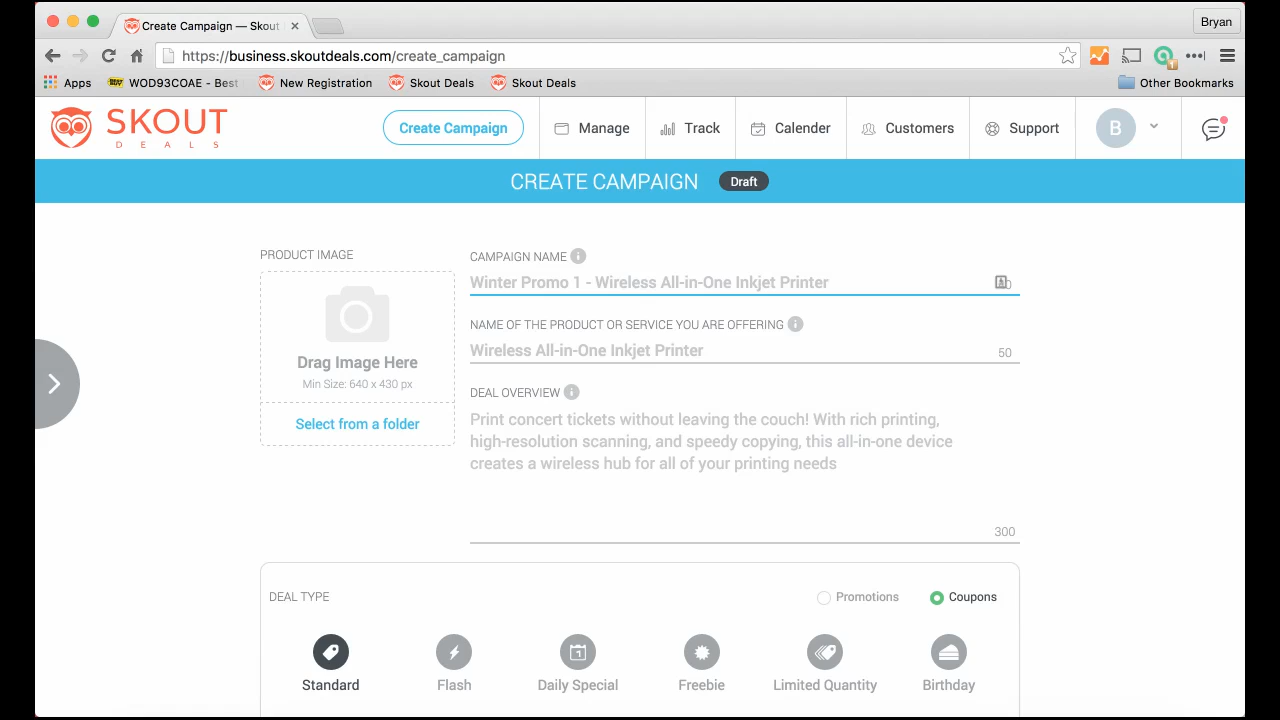 Create Campaign — Skout
Bryan
https://business.skoutdeals.com/create_campaign
Apps
WOD93COAE - Best
New Registration
Skout Deals
Skout Deals
Other Bookmarks
SKOUT
DEALS
Create Campaign
Manage
Track
Calender
Customers
Support
B
CREATE CAMPAIGN
Draft
PRODUCT IMAGE
Drag Image Here
Min Size: 640 x 430 px
Select from a folder
CAMPAIGN NAME
Winter Promo 1 - Wireless All-in-One Inkjet Printer
NAME OF THE PRODUCT OR SERVICE YOU ARE OFFERING
Wireless All-in-One Inkjet Printer
50
DEAL OVERVIEW
Print concert tickets without leaving the couch! With rich printing,
high-resolution scanning, and speedy copying, this all-in-one device
creates a wireless hub for all of your printing needs
300
DEAL TYPE
Promotions
Coupons
Standard
Flash
Daily Special
Freebie
Limited Quantity
Birthday